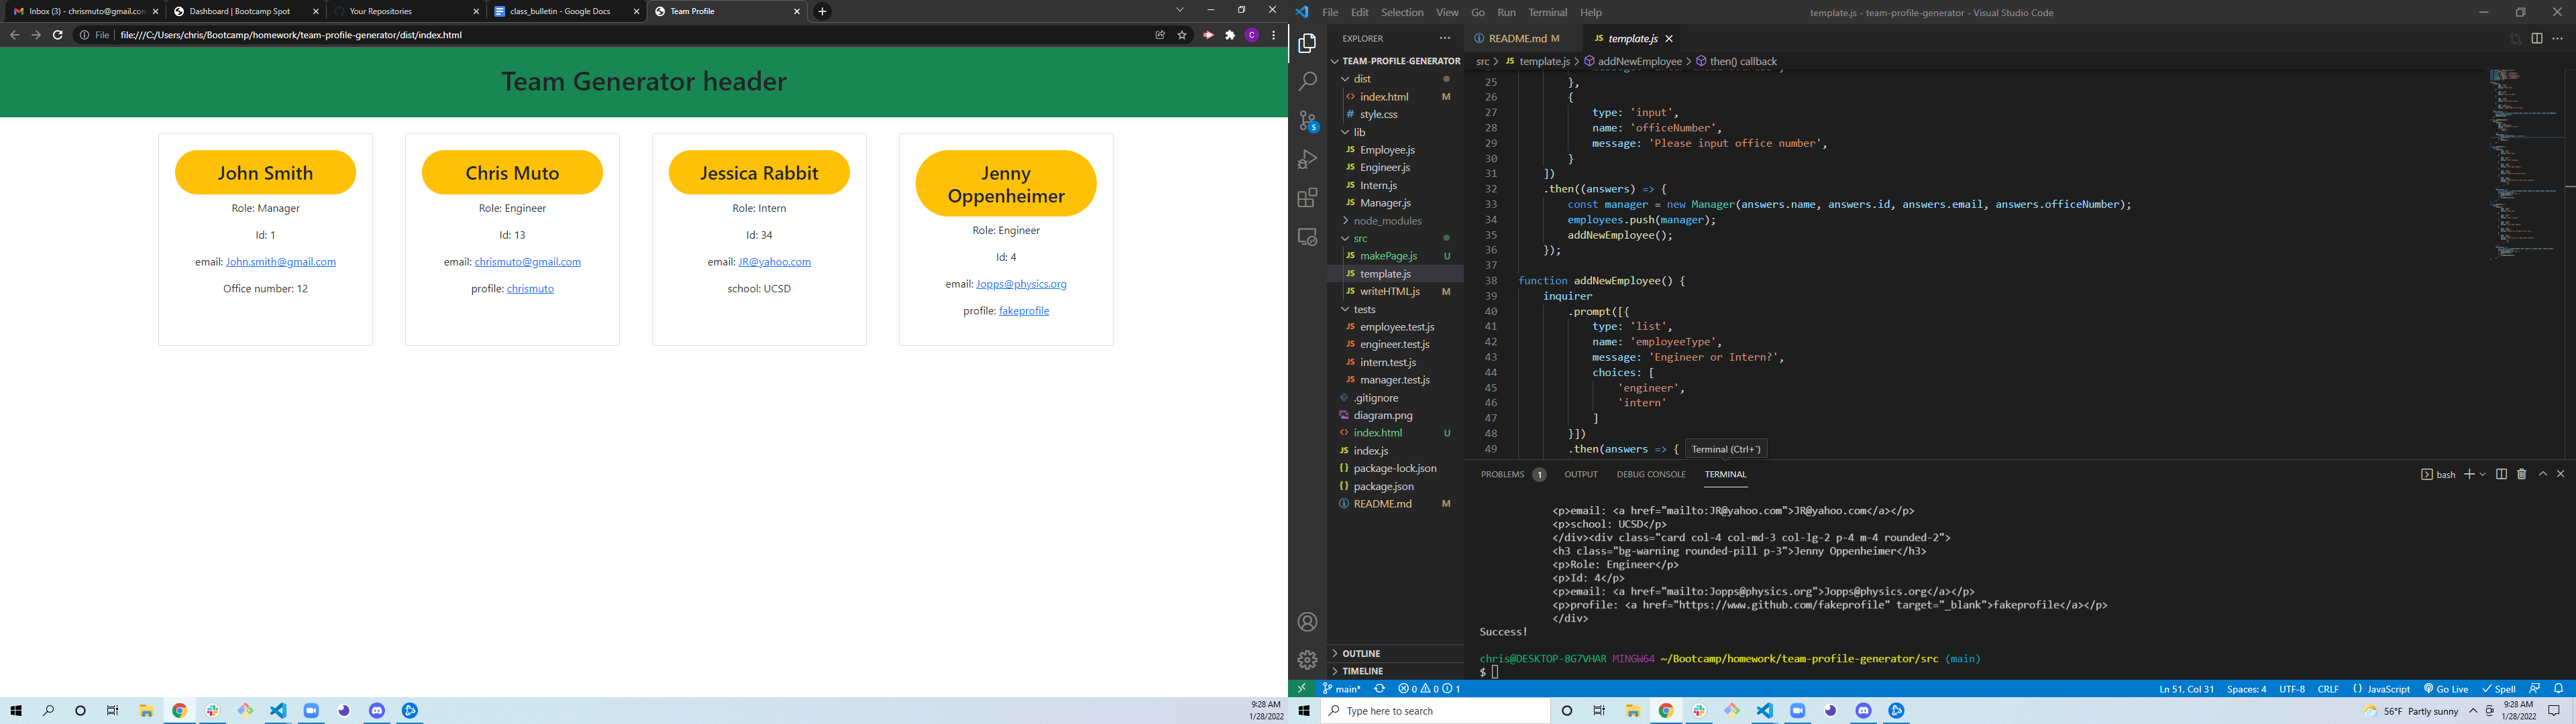 Inbox (3) - chrismuto@gmail.con
Dashboard | Bootcamp Spot
Your Repositories
class_bulletin - Google Docs
Team Profile
File
file:///C:/Users/chris/Bootcamp/homework/team-profile-generator/dist/index.html
C
Team Generator header
John Smith
Role: Manager
Id: 1
email: John.smith@gmail.com
Office number: 12
Chris Muto
Role: Engineer
Id: 13
email: chrismuto@gmail.com
profile: chrismuto
Jessica Rabbit
Role: Intern
Id: 34
email: JR@yahoo.com
school: UCSD
Jenny
Oppenheimer
Role: Engineer
Id: 4
email: Jopps@physics.org
profile: fakeprofile
9:28 AM
1/28/2022
File Edit Selection View Go Run Terminal Help
template.js - team-profile-generator - Visual Studio Code
5
EXPLORER
TEAM-PROFILE-GENERATOR
dist
<> index.html M
# style.css
lib
JS Employee.js
JS Engineer.js
JS Intern.js
JS Manager.js
node_modules
src
JS makePage.js U
JS template.js
JS writeHTML.js M
tests
JS employee.test.js
JS engineer.test.js
JS intern.test.js
JS manager.test.js
.gitignore
diagram.png
<> index.html U
JS index.js
{} package-lock.json
{} package.json
README.md M
OUTLINE
TIMELINE
README.md M
JS template.js
src > JS template.js > addNewEmployee > then() callback
25 },
26 {
27 type: 'input',
28 name: 'officeNumber',
29 message: 'Please input office number',
30 }
31 ])
32 .then((answers) => {
33 const manager = new Manager(answers.name, answers.id, answers.email, answers.officeNumber);
34 employees.push(manager);
35 addNewEmployee();
36 });
37
38 function addNewEmployee() {
39 inquirer
40 .prompt([{
41 type: 'list',
42 name: 'employeeType',
43 message: 'Engineer or Intern?',
44 choices: [
45 'engineer',
46 'intern'
47 ]
48 }])
49 .then(answers => {
Terminal (Ctrl+`)
PROBLEMS 1 OUTPUT DEBUG CONSOLE TERMINAL
bash
<p>email: <a href="mailto:JR@yahoo.com">JR@yahoo.com</a></p>
<p>school: UCSD</p>
</div><div class="card col-4 col-md-3 col-lg-2 p-4 m-4 rounded-2">
<h3 class="bg-warning rounded-pill p-3">Jenny Oppenheimer</h3>
<p>Role: Engineer</p>
<p>Id: 4</p>
<p>email: <a href="mailto:Jopps@physics.org">Jopps@physics.org</a></p>
<p>profile: <a href="https://www.github.com/fakeprofile" target="_blank">fakeprofile</a></p>
</div>
Success!
chris@DESKTOP-8G7VHAR MINGW64 ~/Bootcamp/homework/team-profile-generator/src (main)
$
main* 0 0 1
Ln 51, Col 31 Spaces: 4 UTF-8 CRLF {} JavaScript Go Live Spell
Type here to search
56°F Partly sunny
9:28 AM
1/28/2022